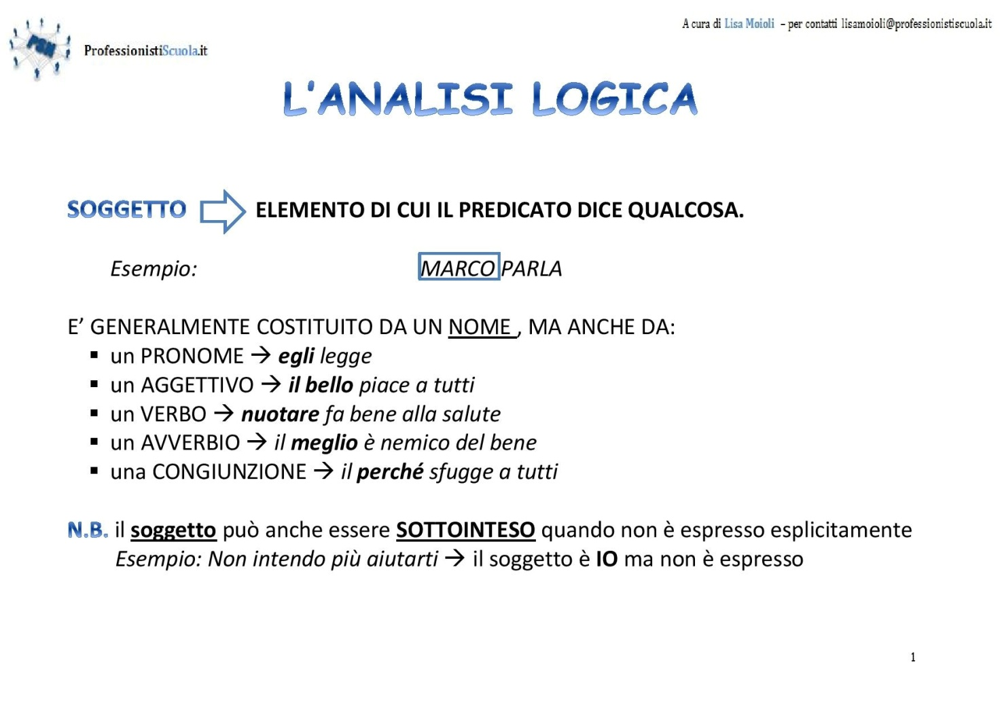 A cura di Lisa Moioli – per contatti lisamoioli@professionistiscuola.it
PSN
ProfessionistiScuola.it
L'ANALISI LOGICA
SOGGETTO ELEMENTO DI CUI IL PREDICATO DICE QUALCOSA.
Esempio: MARCO PARLA
E' GENERALMENTE COSTITUITO DA UN NOME , MA ANCHE DA:
▪ un PRONOME → egli legge
▪ un AGGETTIVO → il bello piace a tutti
▪ un VERBO → nuotare fa bene alla salute
▪ un AVVERBIO → il meglio è nemico del bene
▪ una CONGIUNZIONE → il perché sfugge a tutti
N.B. il soggetto può anche essere SOTTOINTESO quando non è espresso esplicitamente
Esempio: Non intendo più aiutarti → il soggetto è IO ma non è espresso
1